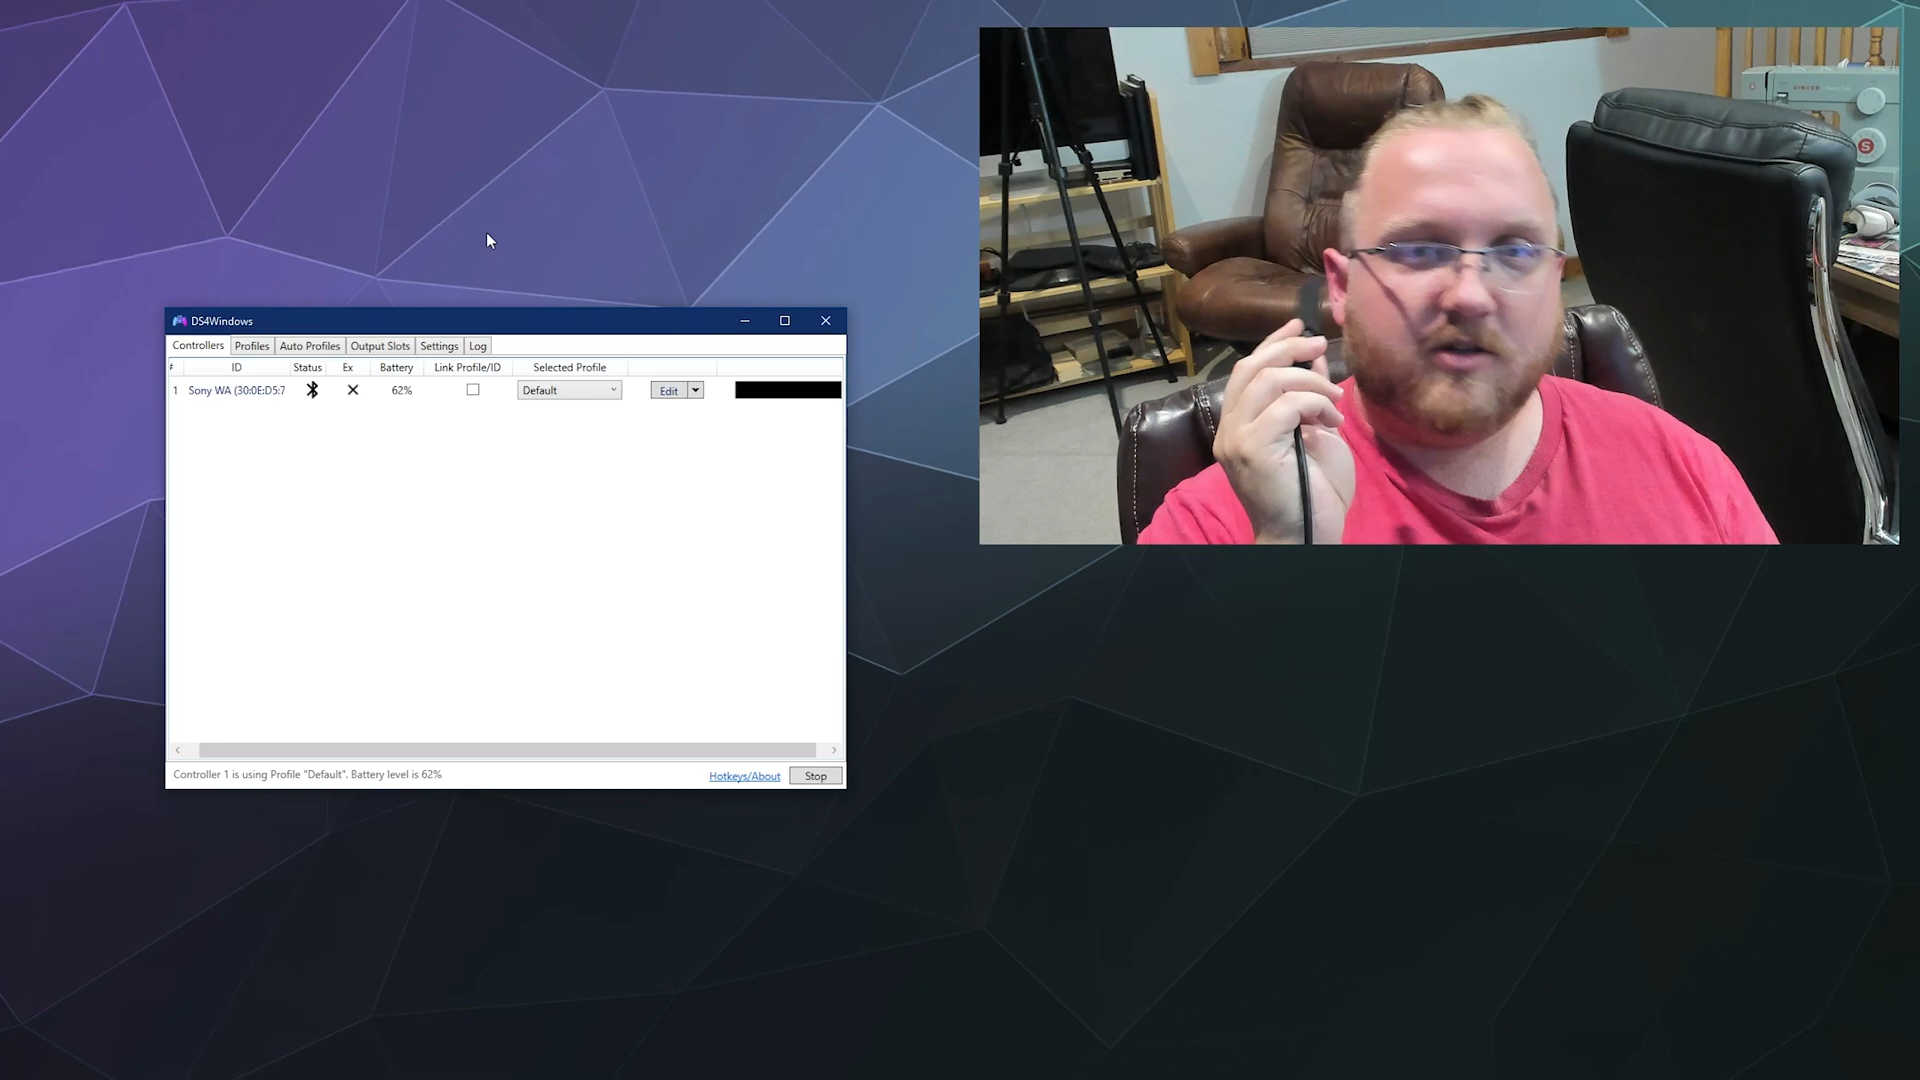 DS4Windows
Controllers Profiles Auto Profiles Output Slots Settings Log
# ID Status Ex Battery Link Profile/ID Selected Profile
1 Sony WA (30:0E:D5:7 62% Default Edit
Controller 1 is using Profile "Default". Battery level is 62% Hotkeys/About Stop
SINGER
S